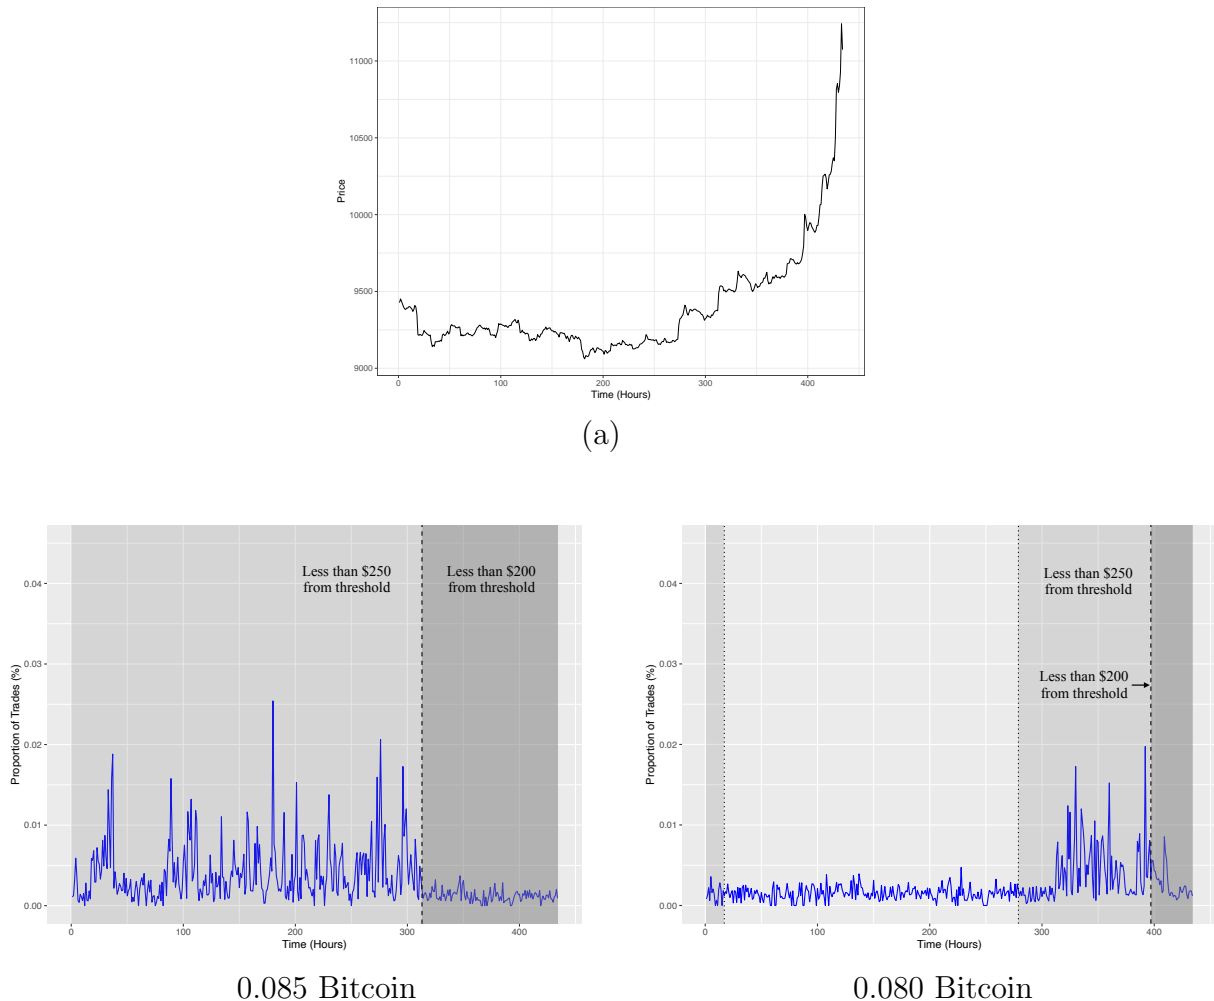 11000
10500
10000
9500
9000
Price
0 100 200 300 400
Time (Hours)
(a)
0.04
0.03
0.02
0.01
0.00
Proportion of Trades (%)
Less than $250
from threshold
Less than $200
from threshold
0 100 200 300 400
Time (Hours)
0.085 Bitcoin
0.04
0.03
0.02
0.01
0.00
Proportion of Trades (%)
Less than $250
from threshold
Less than $200
from threshold
0 100 200 300 400
Time (Hours)
0.080 Bitcoin